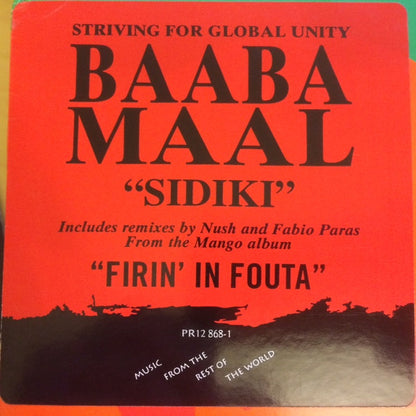 STRIVING FOR GLOBAL UNITY
BAABA
MAAL
“SIDIKI”
Includes remixes by Nush and Fabio Paras
From the Mango album
“FIRIN’ IN FOUTA”
PR12 868-1
MUSIC
FROM THE
REST OF
THE WORLD